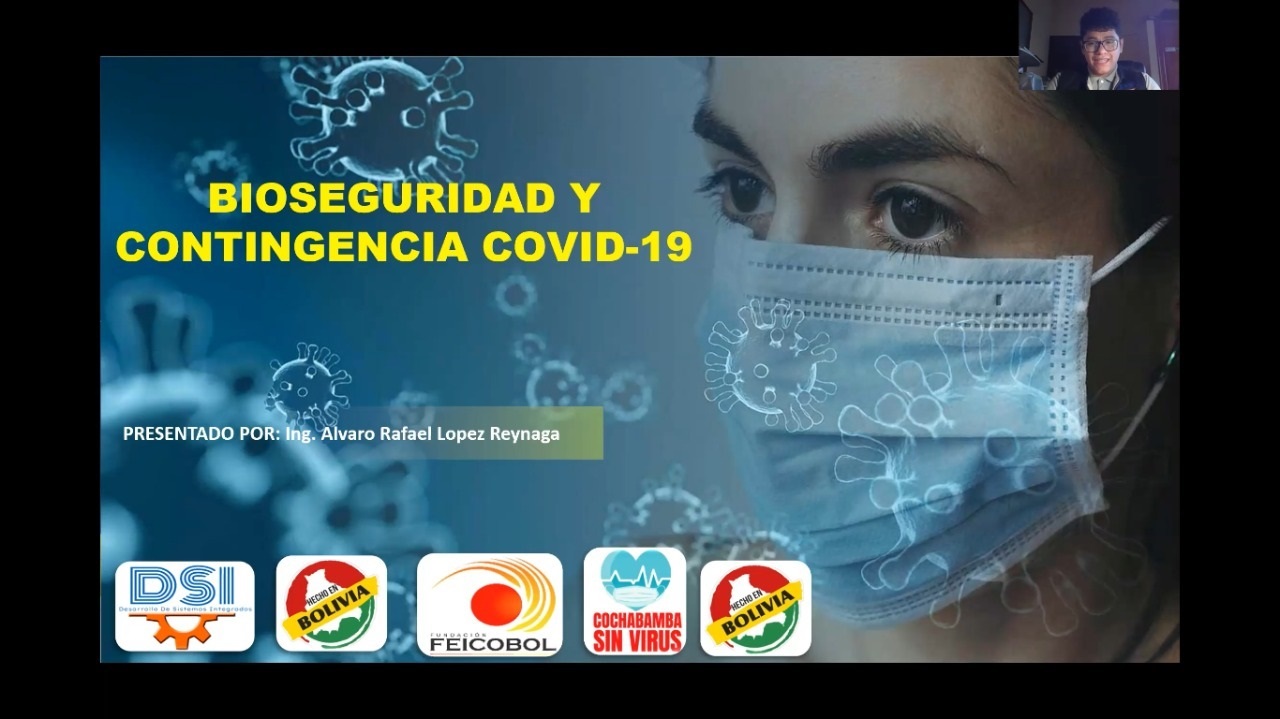 BIOSEGURIDAD Y
CONTINGENCIA COVID-19
PRESENTADO POR: Ing. Alvaro Rafael Lopez Reynaga
DSI
Desarrollo De Sistemas Integrados
HECHO EN
BOLIVIA
FUNDACIÓN
FEICOBOL
COCHABAMBA
SIN VIRUS
HECHO EN
BOLIVIA